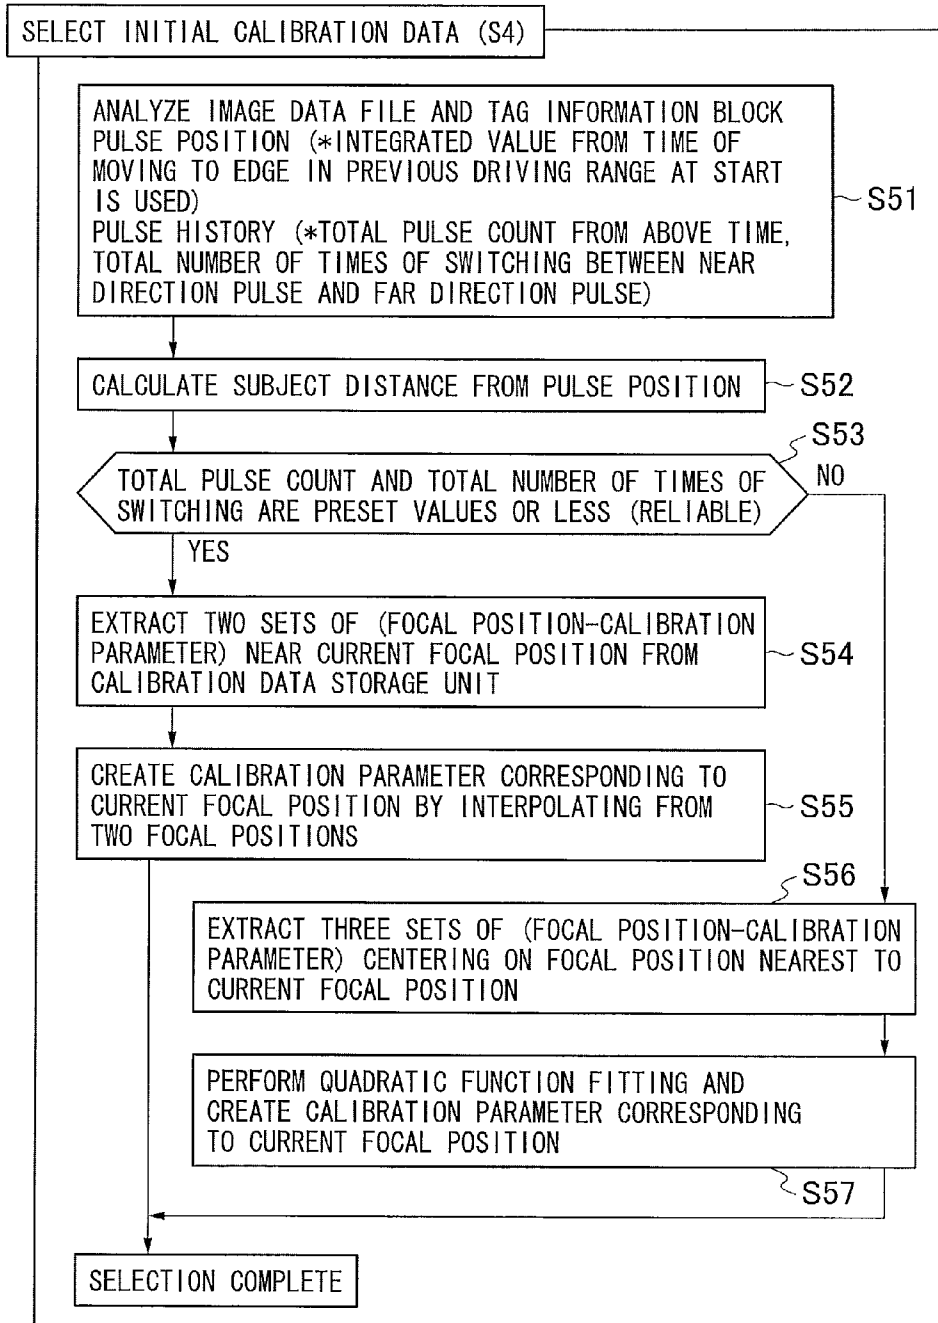 SELECT INITIAL CALIBRATION DATA (S4)
ANALYZE IMAGE DATA FILE AND TAG INFORMATION BLOCK
PULSE POSITION (*INTEGRATED VALUE FROM TIME OF
MOVING TO EDGE IN PREVIOUS DRIVING RANGE AT START
IS USED)
PULSE HISTORY (*TOTAL PULSE COUNT FROM ABOVE TIME,
TOTAL NUMBER OF TIMES OF SWITCHING BETWEEN NEAR
DIRECTION PULSE AND FAR DIRECTION PULSE)
S51
CALCULATE SUBJECT DISTANCE FROM PULSE POSITION
S52
S53
TOTAL PULSE COUNT AND TOTAL NUMBER OF TIMES OF
SWITCHING ARE PRESET VALUES OR LESS (RELIABLE)
NO
YES
EXTRACT TWO SETS OF (FOCAL POSITION-CALIBRATION
PARAMETER) NEAR CURRENT FOCAL POSITION FROM
CALIBRATION DATA STORAGE UNIT
S54
CREATE CALIBRATION PARAMETER CORRESPONDING TO
CURRENT FOCAL POSITION BY INTERPOLATING FROM
TWO FOCAL POSITIONS
S55
S56
EXTRACT THREE SETS OF (FOCAL POSITION-CALIBRATION
PARAMETER) CENTERING ON FOCAL POSITION NEAREST TO
CURRENT FOCAL POSITION
PERFORM QUADRATIC FUNCTION FITTING AND
CREATE CALIBRATION PARAMETER CORRESPONDING
TO CURRENT FOCAL POSITION
S57
SELECTION COMPLETE